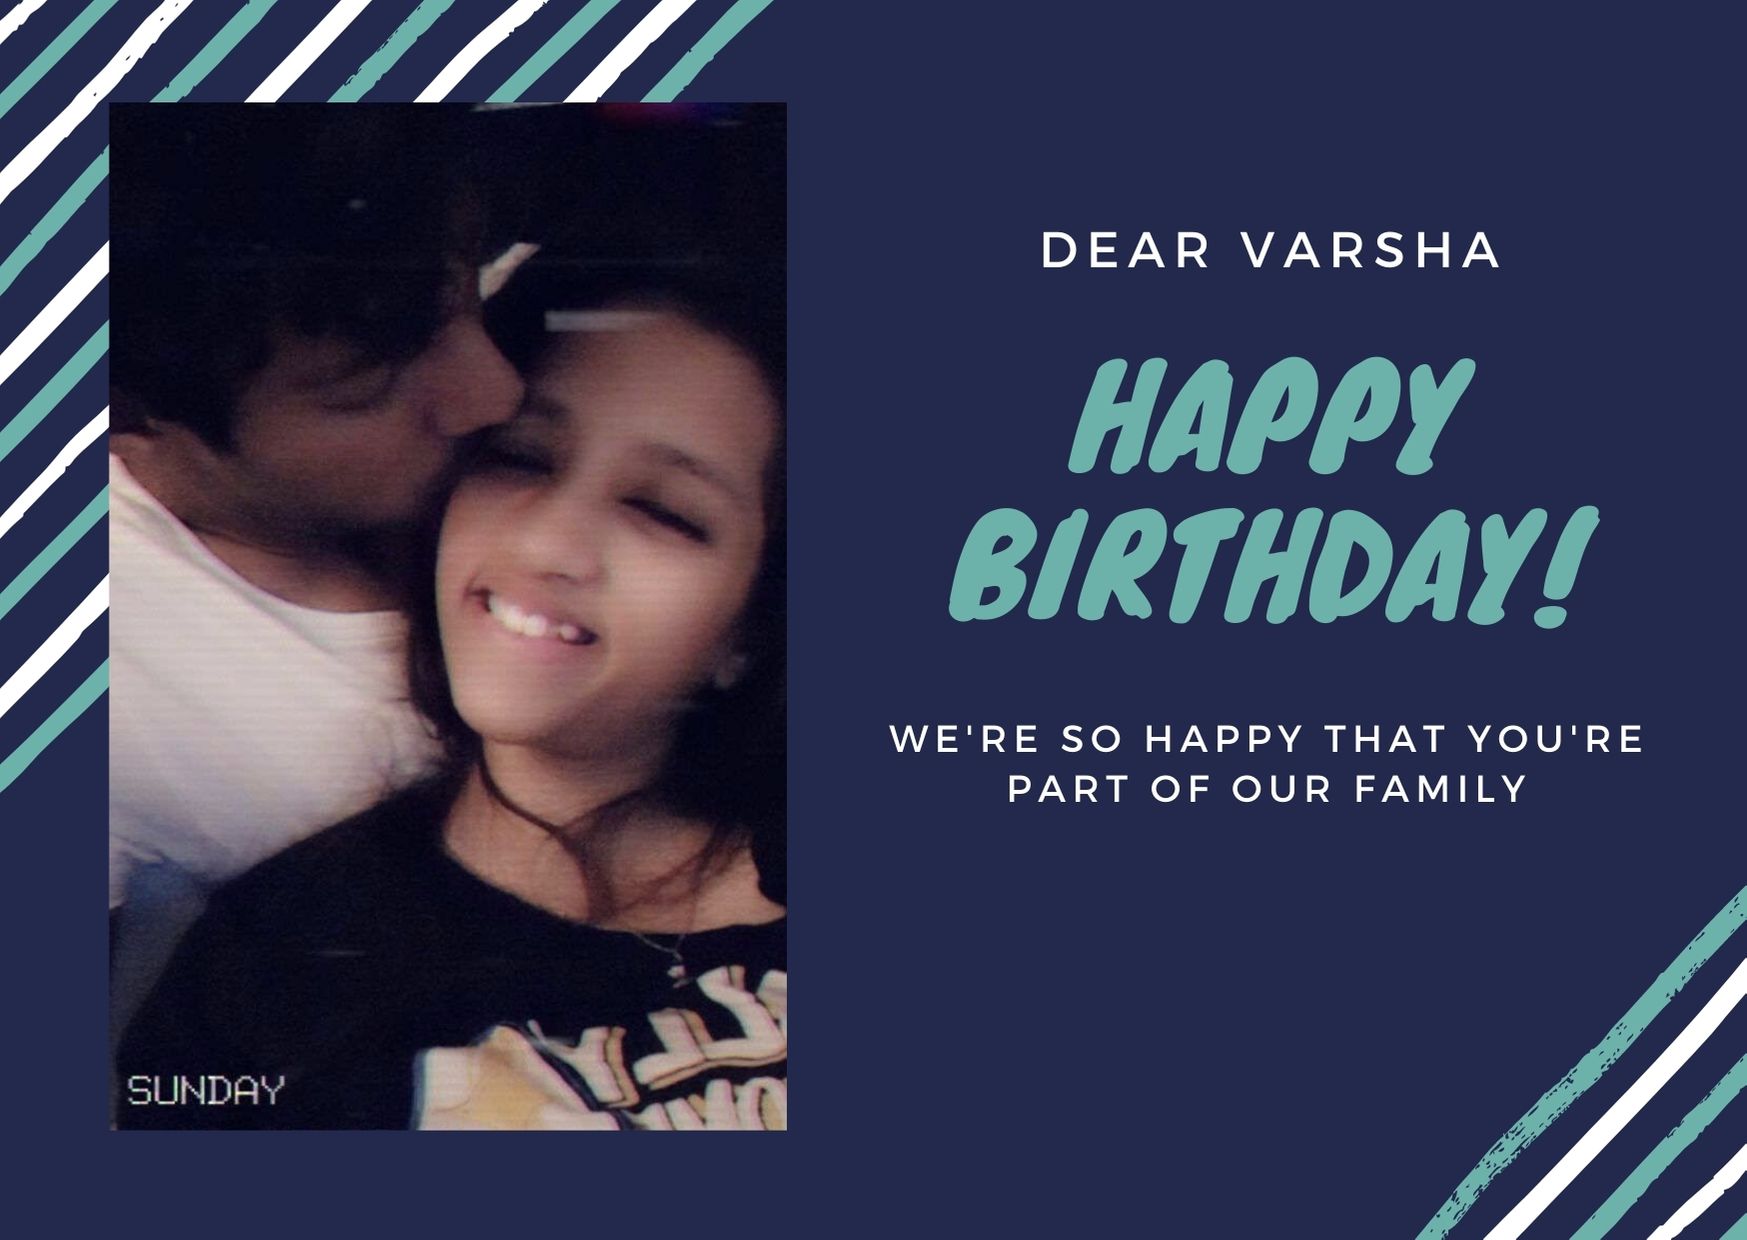 DEAR VARSHA
HAPPY
BIRTHDAY!
WE'RE SO HAPPY THAT YOU'RE
PART OF OUR FAMILY
SUNDAY